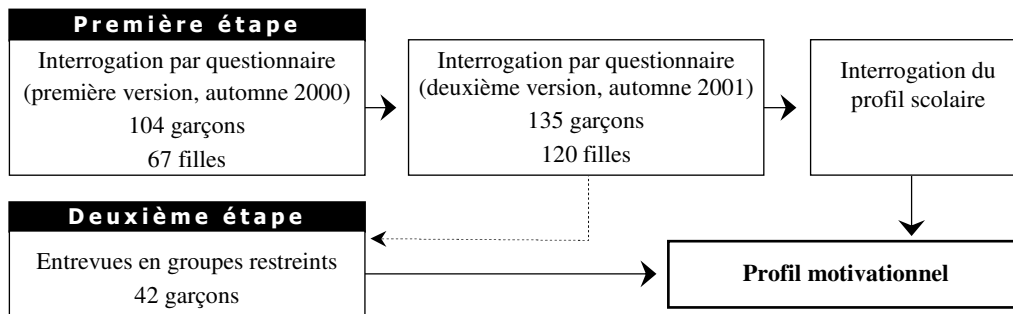 Première étape
Interrogation par questionnaire
(première version, automne 2000)
104 garçons
67 filles
Interrogation par questionnaire
(deuxième version, automne 2001)
135 garçons
120 filles
Interrogation du
profil scolaire
Deuxième étape
Entrevues en groupes restreints
42 garçons
Profil motivationnel